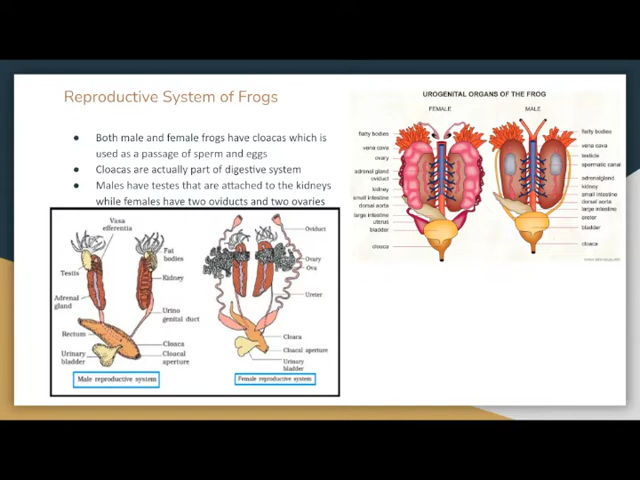 Reproductive System of Frogs
● Both male and female frogs have cloacas which is
used as a passage of sperm and eggs
● Cloacas are actually part of digestive system
● Males have testes that are attached to the kidneys
while females have two oviducts and two ovaries
Vasa
efferentia
Testis
Fat
bodies
Kidney
Adrenal
gland
Urino
genital duct
Rectum
Cloaca
Urinary
bladder
Cloacal
aperture
Male reproductive system
Oviduct
Ovary
Ova
Ureter
Cloaca
Cloacal aperture
Urinary
bladder
Female reproductive system
UROGENITAL ORGANS OF THE FROG
FEMALE
MALE
fatty bodies
vena cava
ovary
adrenal gland
oviduct
kidney
small intestine
dorsal aorta
large intestine
uterus
bladder
cloaca
fatty bodies
vena cava
testicle
spermatic canal
adrenalgland
kidney
small intestine
dorsal aorta
large intestine
ureter
bladder
cloaca